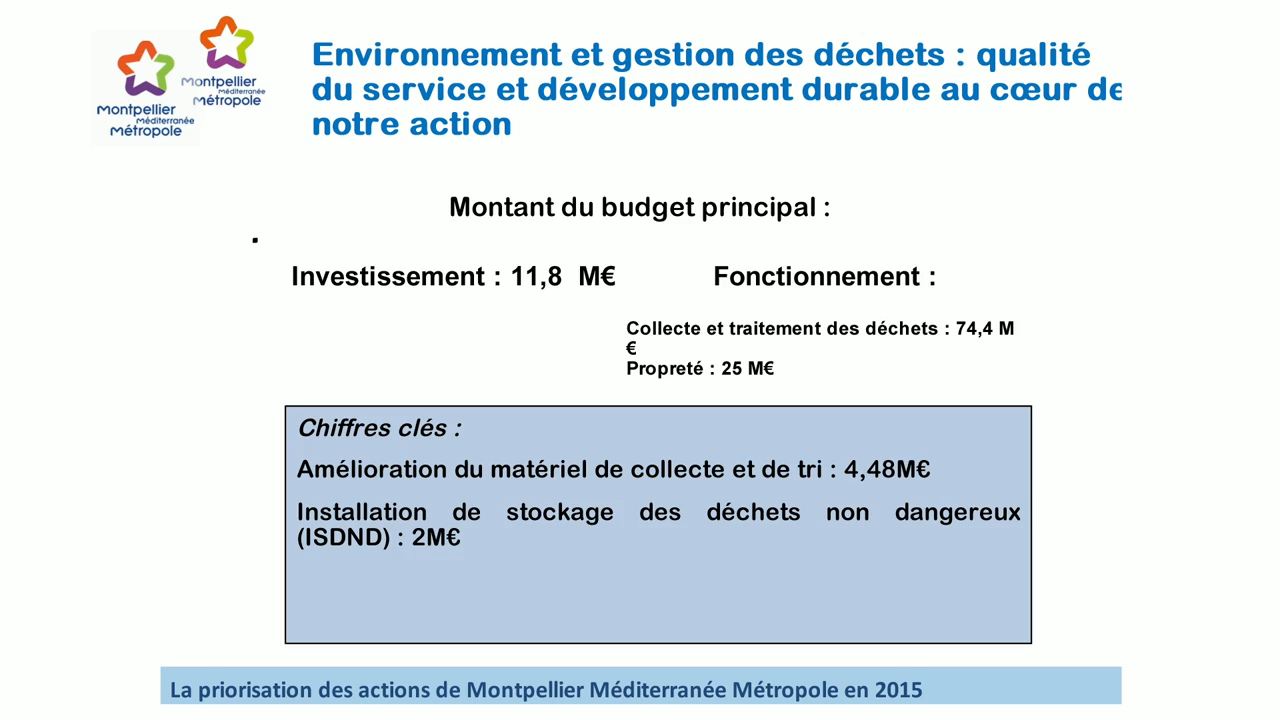 montpellier
méditerranée
métropole
montpellier
méditerranée
métropole
Environnement et gestion des déchets : qualité
du service et développement durable au cœur de
notre action
Montant du budget principal :
Investissement : 11,8 M€
Fonctionnement :
Collecte et traitement des déchets : 74,4 M
€
Propreté : 25 M€
Chiffres clés :
Amélioration du matériel de collecte et de tri : 4,48M€
Installation de stockage des déchets non dangereux
(ISDND) : 2M€
La priorisation des actions de Montpellier Méditerranée Métropole en 2015